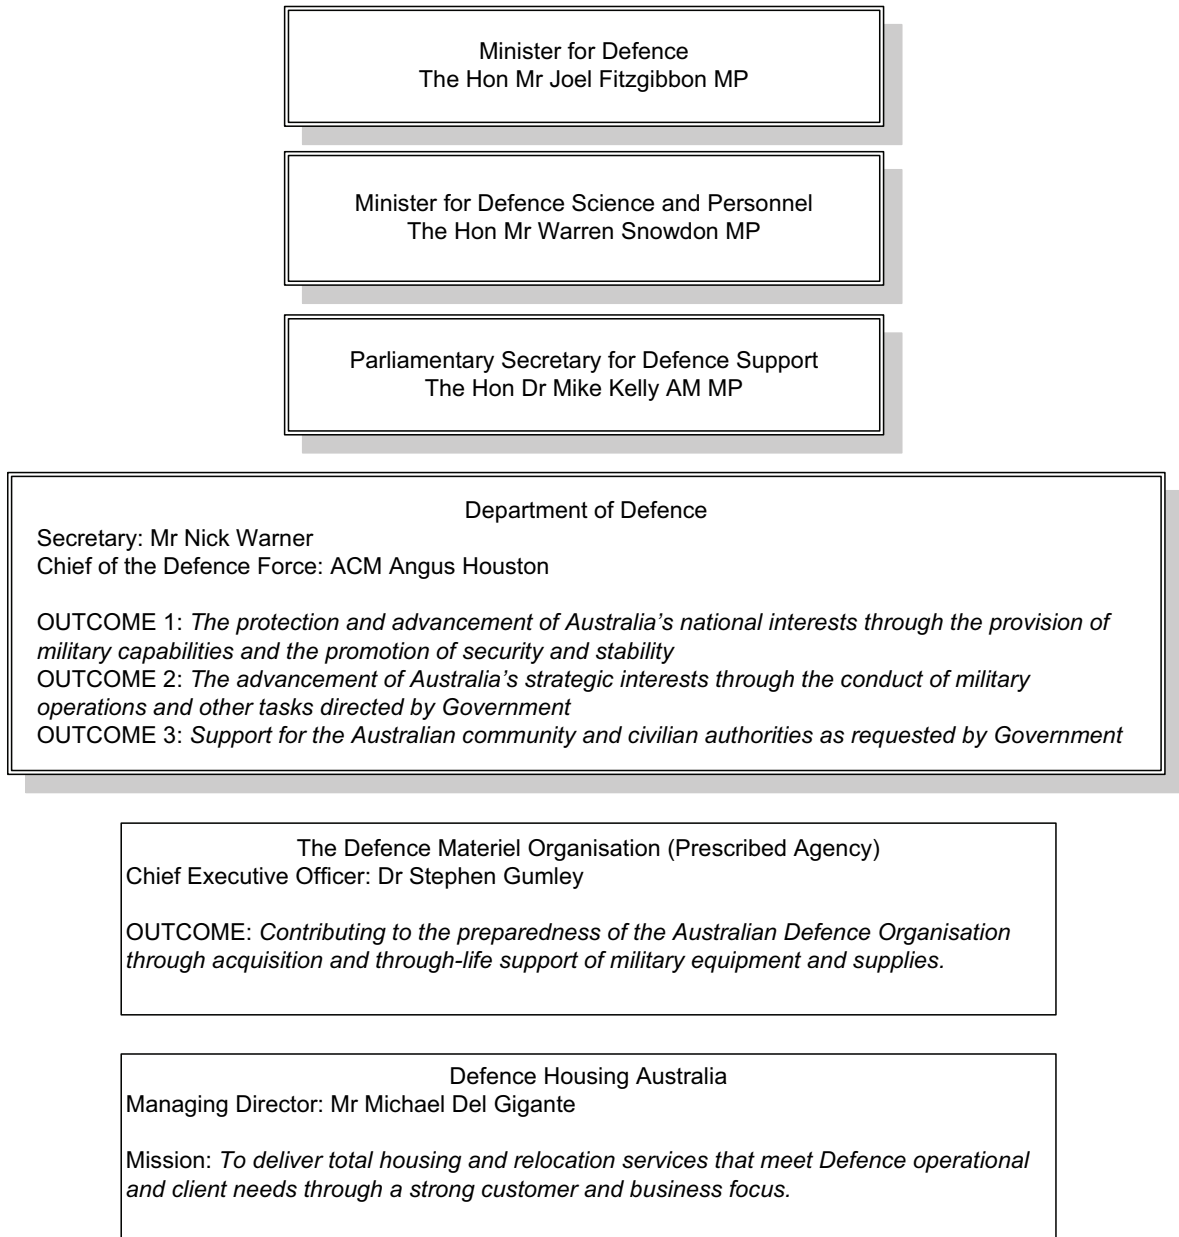 Minister for Defence
The Hon Mr Joel Fitzgibbon MP
Minister for Defence Science and Personnel
The Hon Mr Warren Snowdon MP
Parliamentary Secretary for Defence Support
The Hon Dr Mike Kelly AM MP
Department of Defence
Secretary: Mr Nick Warner
Chief of the Defence Force: ACM Angus Houston
OUTCOME 1: The protection and advancement of Australia’s national interests through the provision of
military capabilities and the promotion of security and stability
OUTCOME 2: The advancement of Australia’s strategic interests through the conduct of military
operations and other tasks directed by Government
OUTCOME 3: Support for the Australian community and civilian authorities as requested by Government
The Defence Materiel Organisation (Prescribed Agency)
Chief Executive Officer: Dr Stephen Gumley
OUTCOME: Contributing to the preparedness of the Australian Defence Organisation
through acquisition and through-life support of military equipment and supplies.
Defence Housing Australia
Managing Director: Mr Michael Del Gigante
Mission: To deliver total housing and relocation services that meet Defence operational
and client needs through a strong customer and business focus.